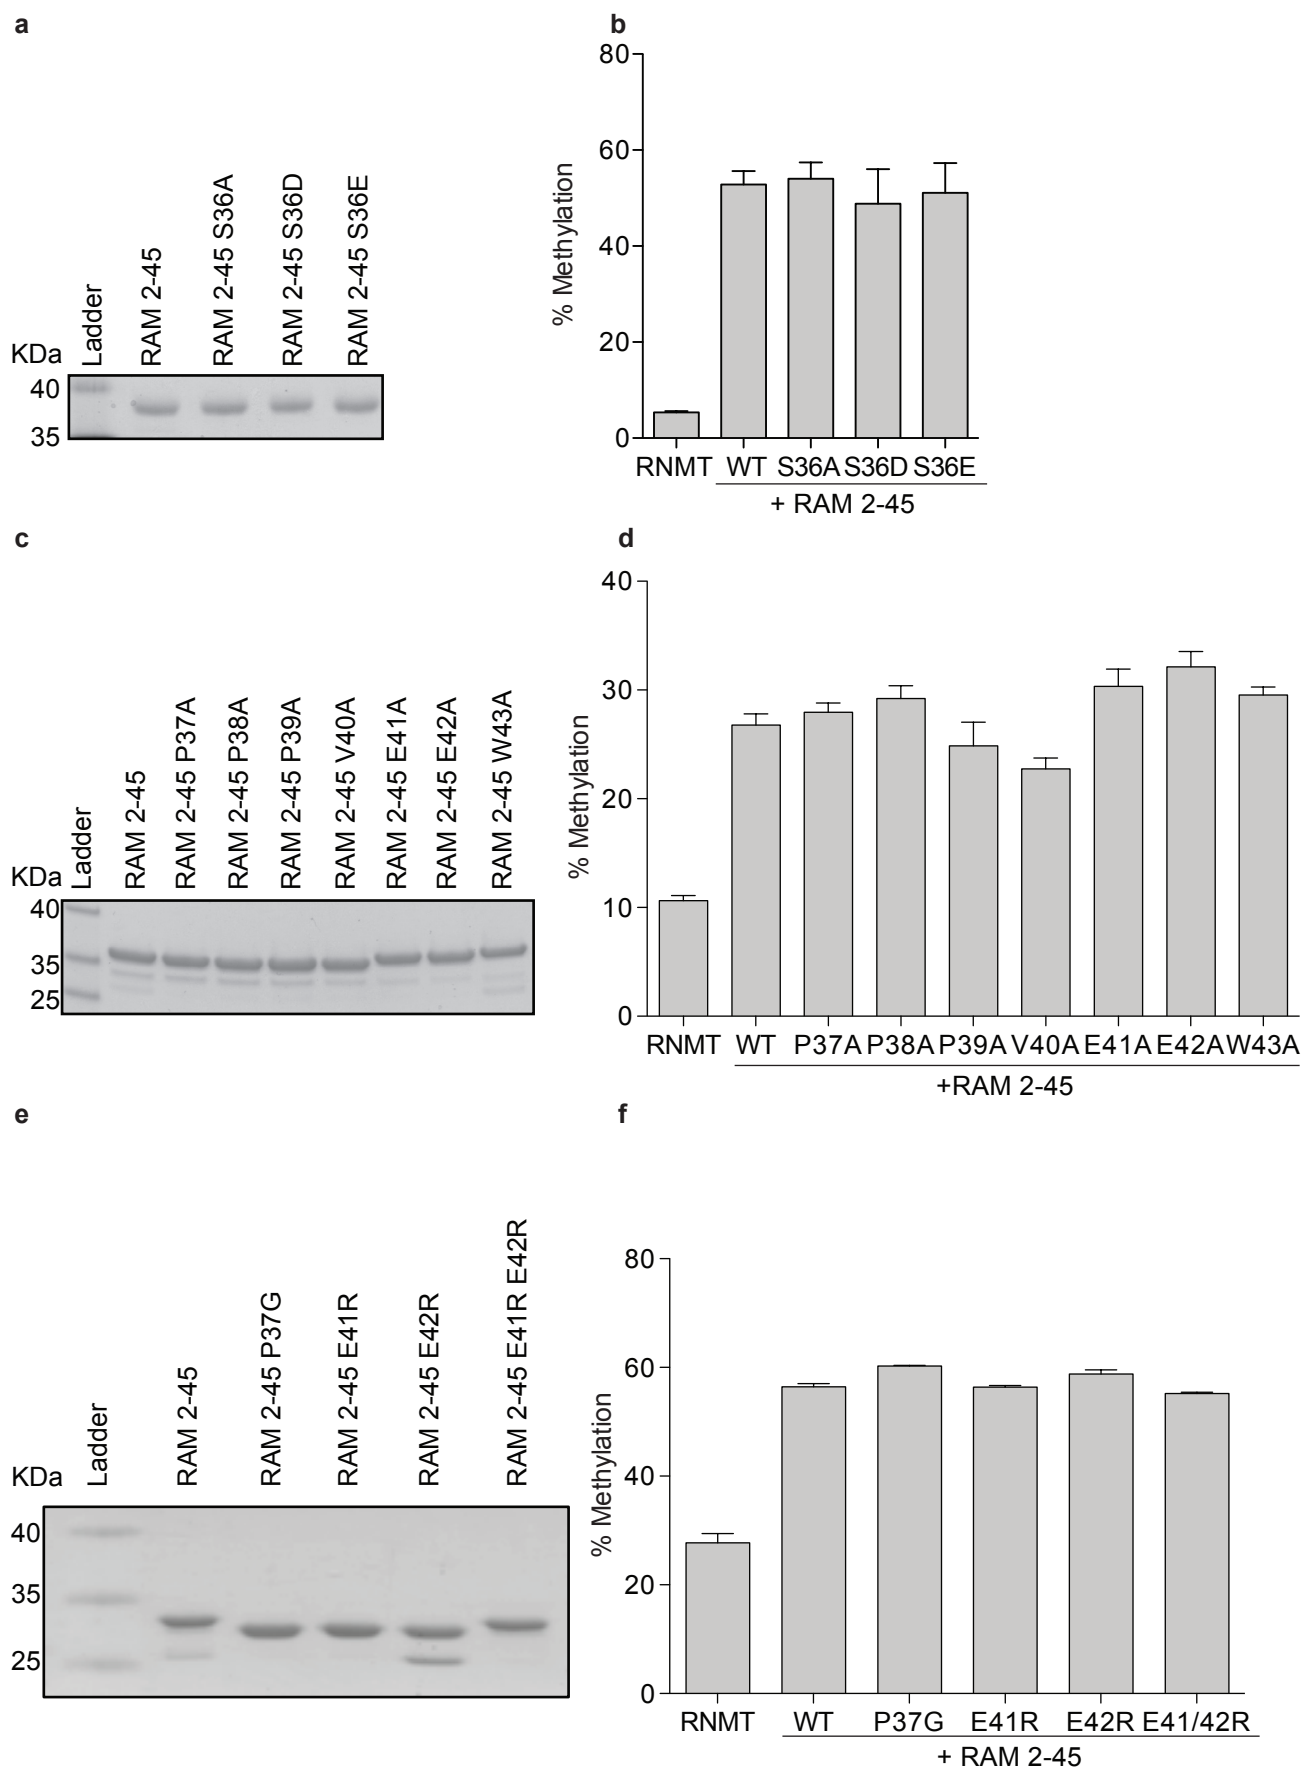 a
KDa
Ladder
RAM 2-45
RAM 2-45 S36A
RAM 2-45 S36D
RAM 2-45 S36E
40
35
b
% Methylation
80
60
40
20
0
RNMT WT S36A S36D S36E
+ RAM 2-45
c
KDa
Ladder
RAM 2-45
RAM 2-45 P37A
RAM 2-45 P38A
RAM 2-45 P39A
RAM 2-45 V40A
RAM 2-45 E41A
RAM 2-45 E42A
RAM 2-45 W43A
40
35
25
d
% Methylation
40
30
20
10
0
RNMT WT P37A P38A P39A V40A E41A E42A W43A
+RAM 2-45
e
KDa
Ladder
RAM 2-45
RAM 2-45 P37G
RAM 2-45 E41R
RAM 2-45 E42R
RAM 2-45 E41R E42R
40
35
25
f
% Methylation
80
60
40
20
0
RNMT WT P37G E41R E42R E41/42R
+ RAM 2-45